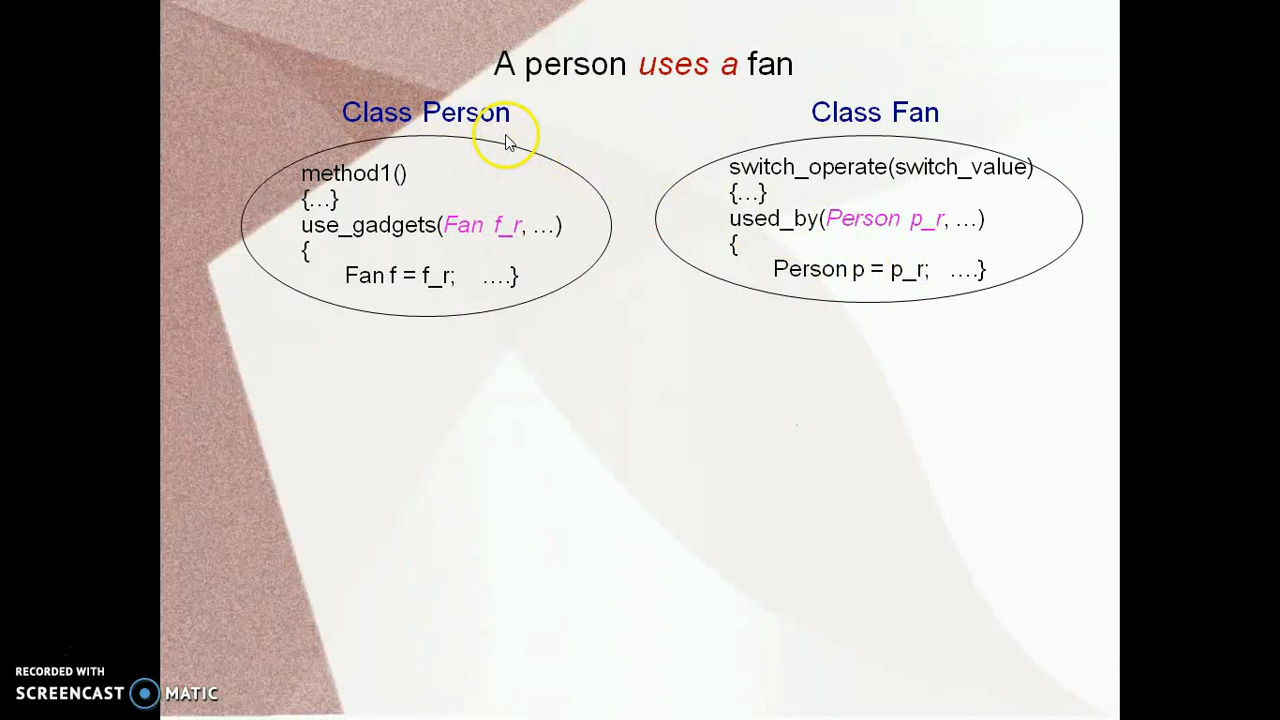 A person uses a fan
Class Person
method1()
{…}
use_gadgets(Fan f_r, …)
{
Fan f = f_r; ….}
Class Fan
switch_operate(switch_value)
{…}
used_by(Person p_r, …)
{
Person p = p_r; ….}
RECORDED WITH
SCREENCAST MATIC